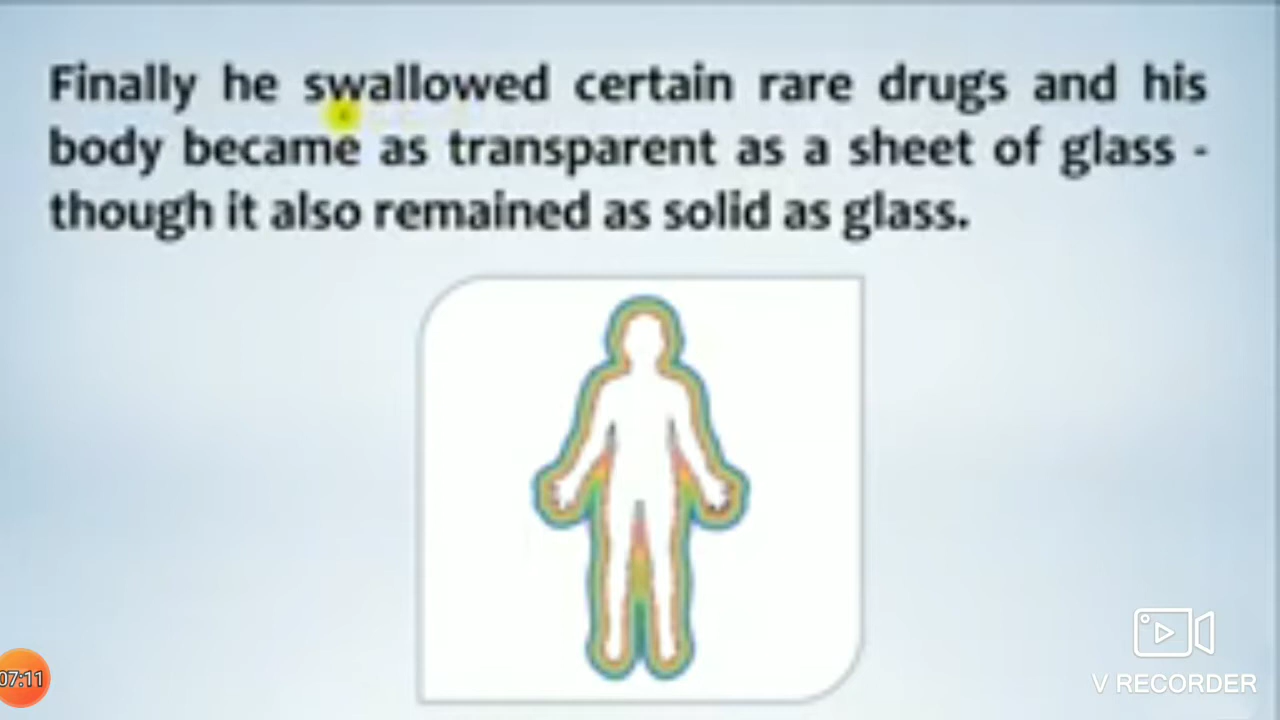 Finally he swallowed certain rare drugs and his
body became as transparent as a sheet of glass -
though it also remained as solid as glass.
07:11
V RECORDER